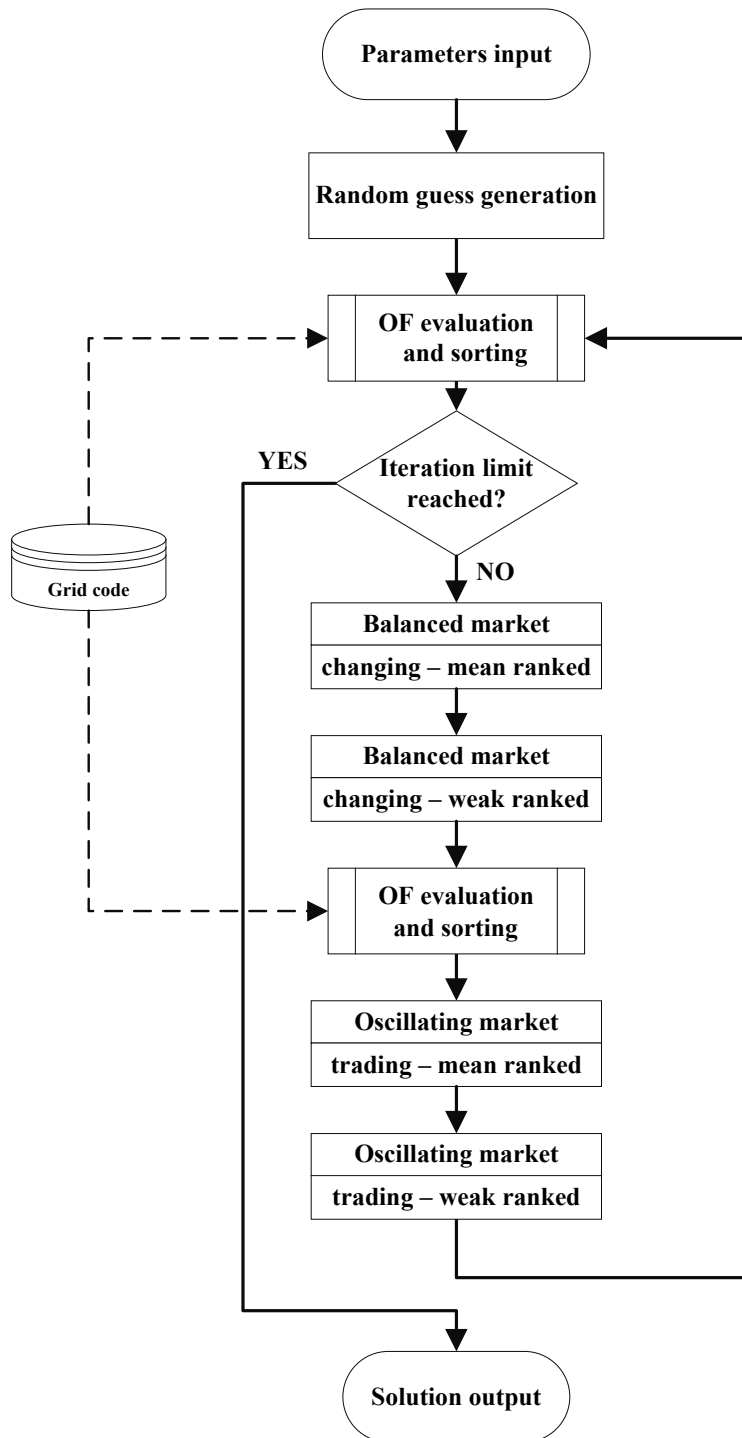 Parameters input
Random guess generation
OF evaluation
and sorting
YES
Iteration limit
reached?
Grid code
NO
Balanced market
changing – mean ranked
Balanced market
changing – weak ranked
OF evaluation
and sorting
Oscillating market
trading – mean ranked
Oscillating market
trading – weak ranked
Solution output